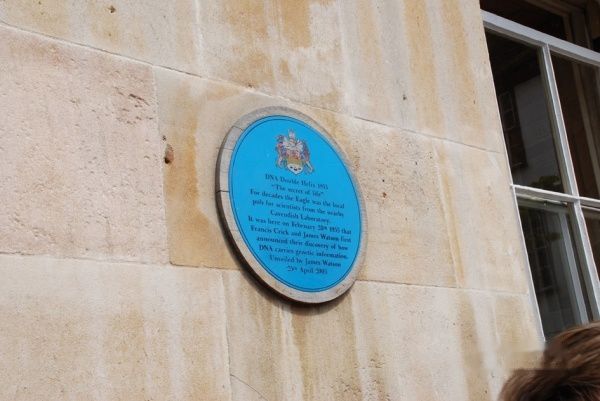 DNA Double Helix 1953
"The secret of life"
For decades the Eagle was the local
pub for scientists from the nearby
Cavendish Laboratory.
It was here on February 28th 1953 that
Francis Crick and James Watson first
announced their discovery of how
DNA carries genetic information.
Unveiled by James Watson
25th April 2003